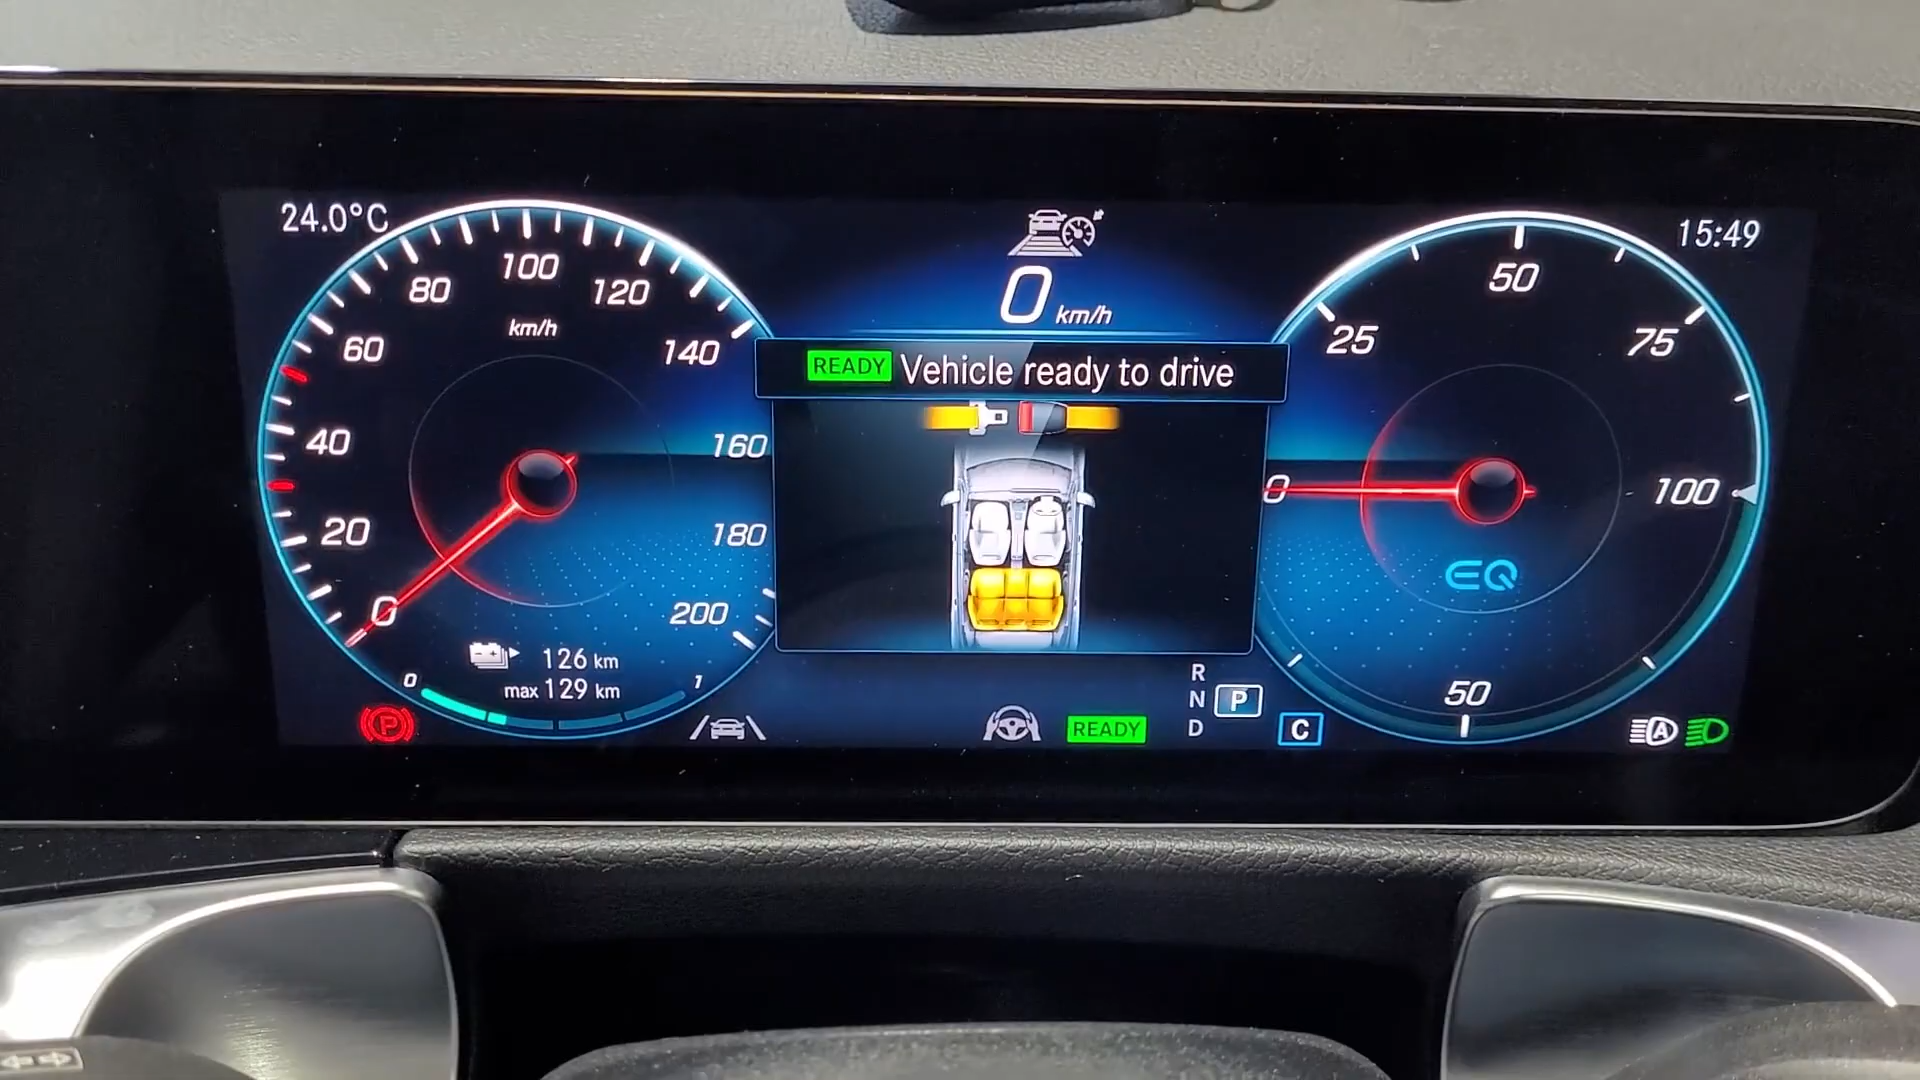 24.0°C
15:49
0 km/h
READY Vehicle ready to drive
0
20
40
60
80
100
120
140
160
180
200
km/h
126 km
max 129 km
0
1
0
25
50
75
100
50
EQ
R
N
D
P
C
READY
P
A